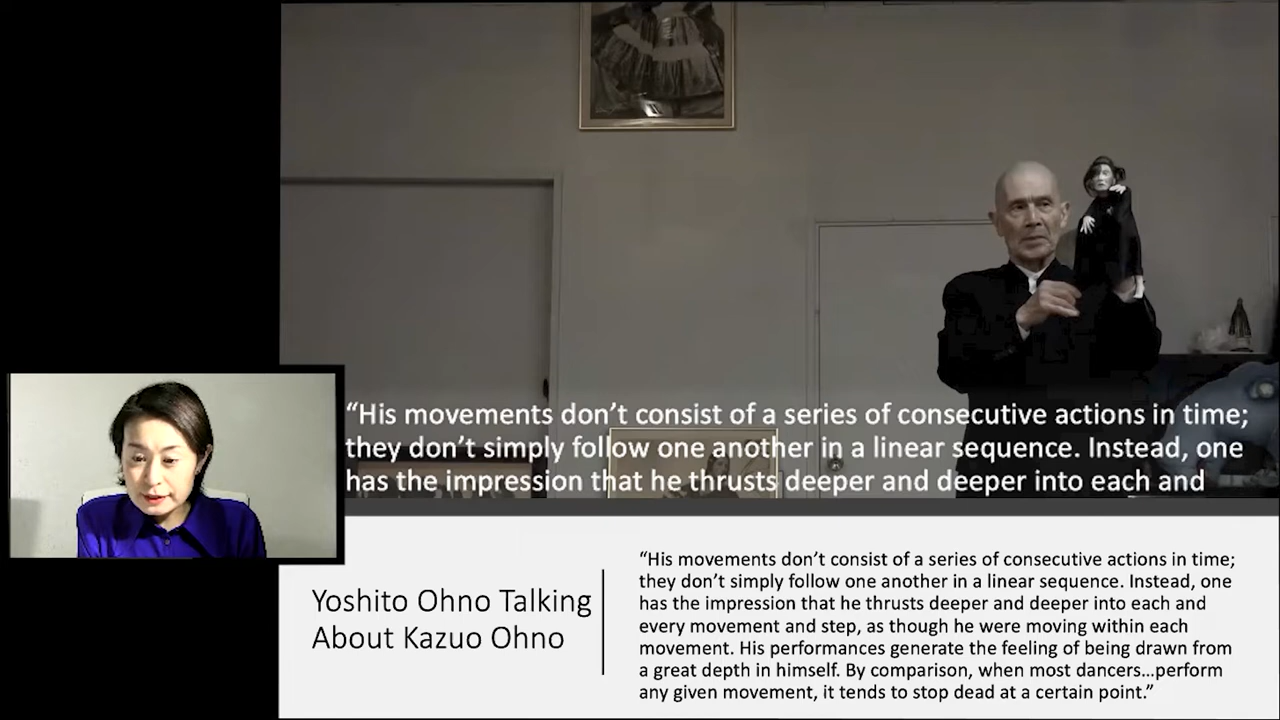 “His movements don’t consist of a series of consecutive actions in time;
they don’t simply follow one another in a linear sequence. Instead, one
has the impression that he thrusts deeper and deeper into each and
Yoshito Ohno Talking
About Kazuo Ohno
“His movements don’t consist of a series of consecutive actions in time;
they don’t simply follow one another in a linear sequence. Instead, one
has the impression that he thrusts deeper and deeper into each and
every movement and step, as though he were moving within each
movement. His performances generate the feeling of being drawn from
a great depth in himself. By comparison, when most dancers…perform
any given movement, it tends to stop dead at a certain point.”